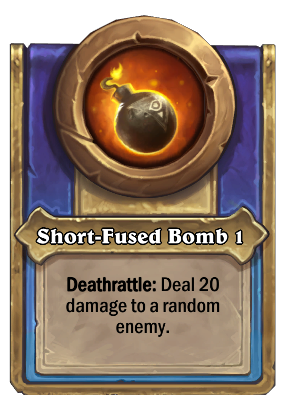 Short-Fused Bomb 1
Deathrattle: Deal 20
damage to a random
enemy.